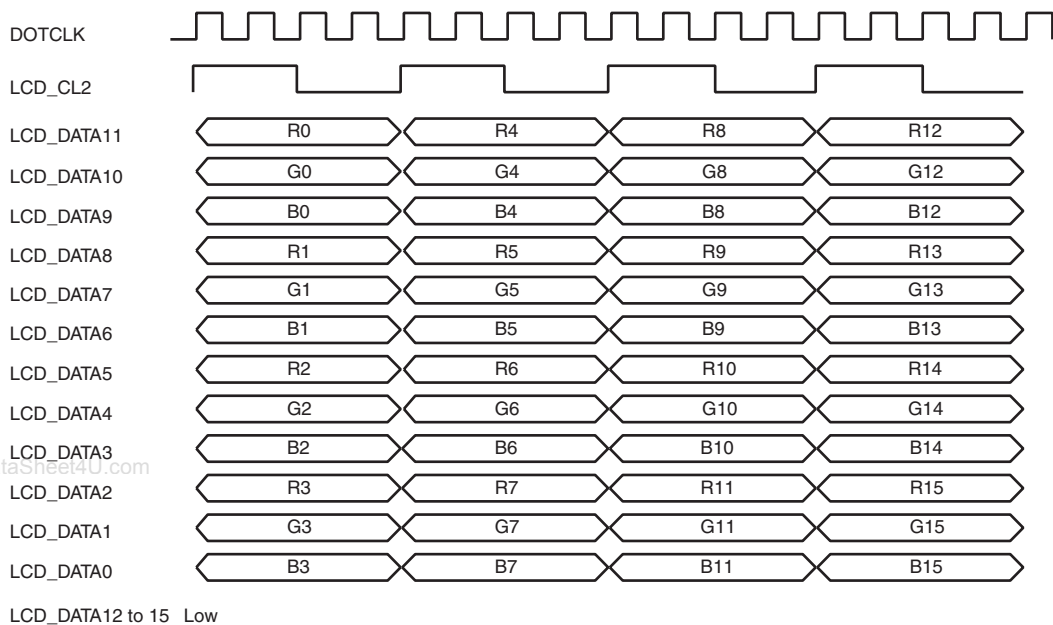 DOTCLK
LCD_CL2
LCD_DATA11 R0 R4 R8 R12
LCD_DATA10 G0 G4 G8 G12
LCD_DATA9 B0 B4 B8 B12
LCD_DATA8 R1 R5 R9 R13
LCD_DATA7 G1 G5 G9 G13
LCD_DATA6 B1 B5 B9 B13
LCD_DATA5 R2 R6 R10 R14
LCD_DATA4 G2 G6 G10 G14
LCD_DATA3 B2 B6 B10 B14
taSheet4U.com
LCD_DATA2 R3 R7 R11 R15
LCD_DATA1 G3 G7 G11 G15
LCD_DATA0 B3 B7 B11 B15
LCD_DATA12 to 15 Low